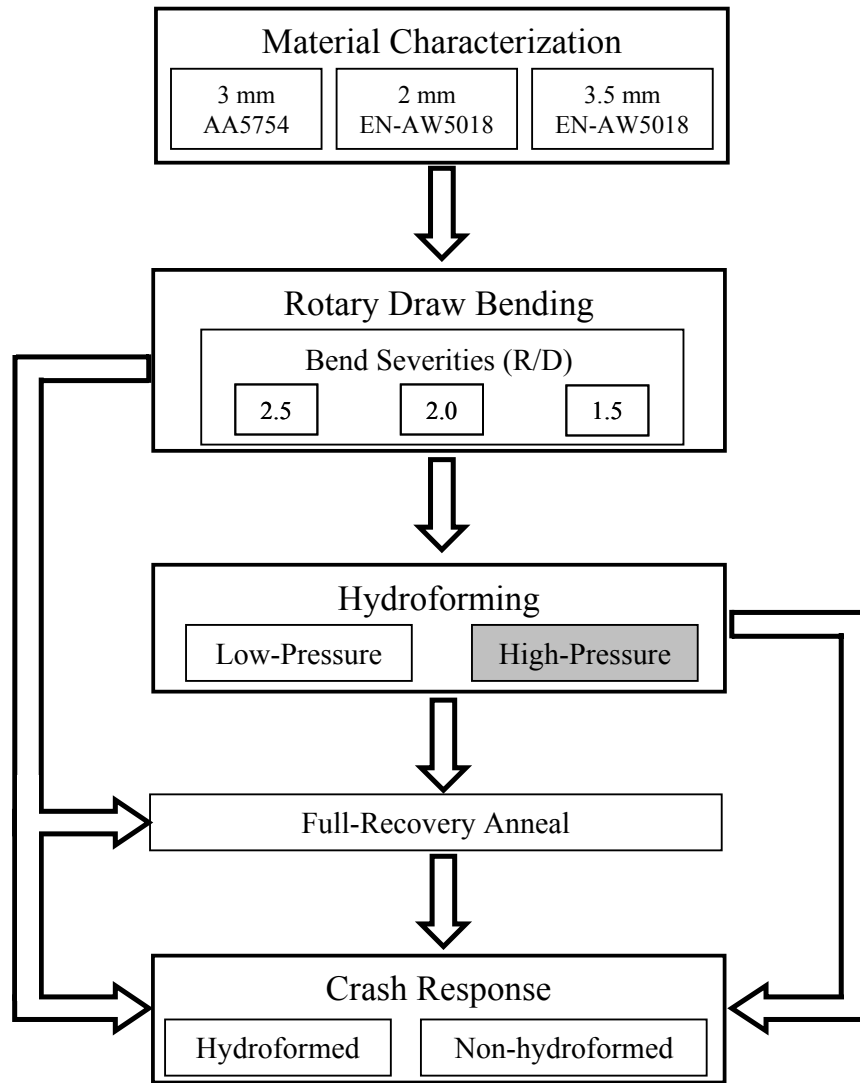 Material Characterization
3 mm
AA5754
2 mm
EN-AW5018
3.5 mm
EN-AW5018
Rotary Draw Bending
Bend Severities (R/D)
2.5
2.0
1.5
Hydroforming
Low-Pressure
High-Pressure
Full-Recovery Anneal
Crash Response
Hydroformed
Non-hydroformed